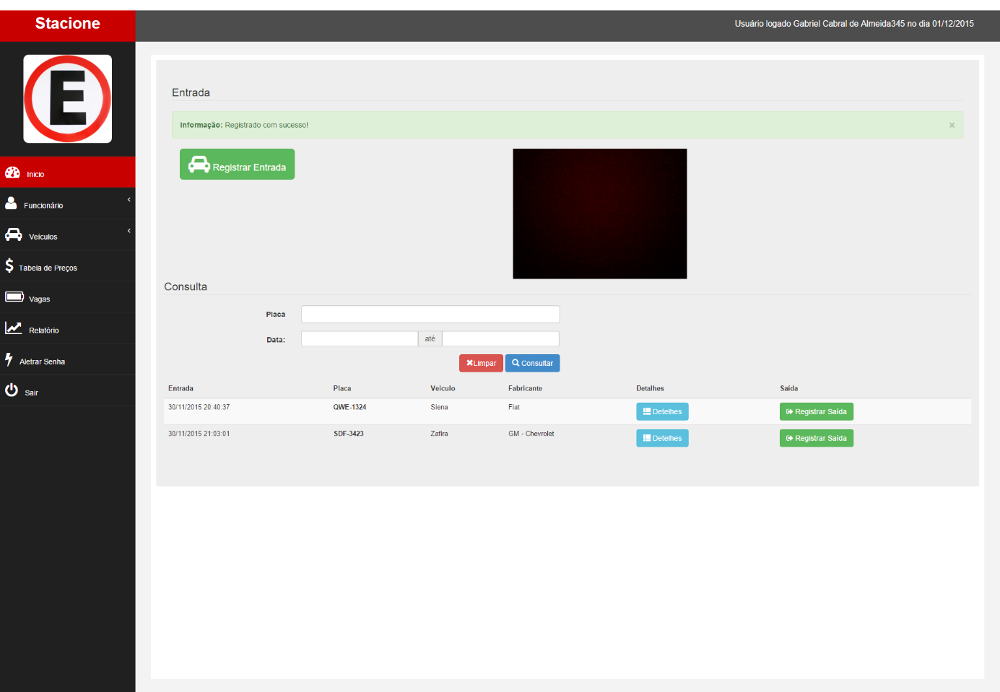 Stacione
Usuário logado Gabriel Cabral de Almeida345 no dia 01/12/2015
E
Inicio
Funcionário
Veiculos
Tabela de Preços
Vagas
Relatório
Aletrar Senha
Sair
Entrada
Informação: Registrado com sucesso! ×
Registrar Entrada
Consulta
Placa
Data: até
Limpar Consultar
Entrada Placa Veiculo Fabricante Detalhes Saída
30/11/2015 20:40:37 QWE-1324 Siena Fiat Detelhes Registrar Saída
30/11/2015 21:03:01 SDF-3423 Zafira GM - Chevrolet Detelhes Registrar Saída